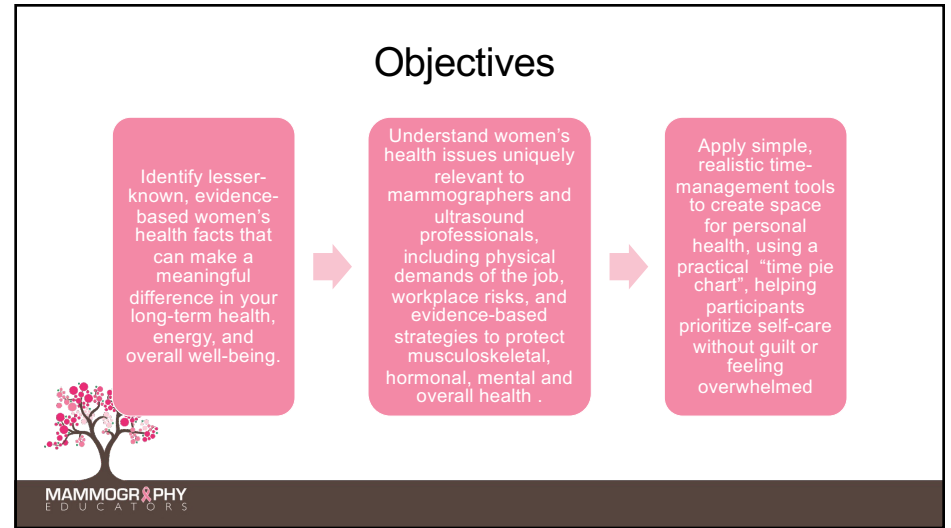 Objectives
Identify lesser-
known, evidence-
based women's
health facts that
can make a
meaningful
difference in your
long-term health,
energy, and
overall well-being.
Understand women's
health issues uniquely
relevant to
mammographers and
ultrasound
professionals,
including physical
demands of the job,
workplace risks, and
evidence-based
strategies to protect
musculoskeletal,
hormonal, mental and
overall health .
Apply simple,
realistic time-
management tools
to create space
for personal
health, using a
practical “time pie
chart”, helping
participants
prioritize self-care
without guilt or
feeling
overwhelmed
MAMMOGRAPHY
EDUCATORS